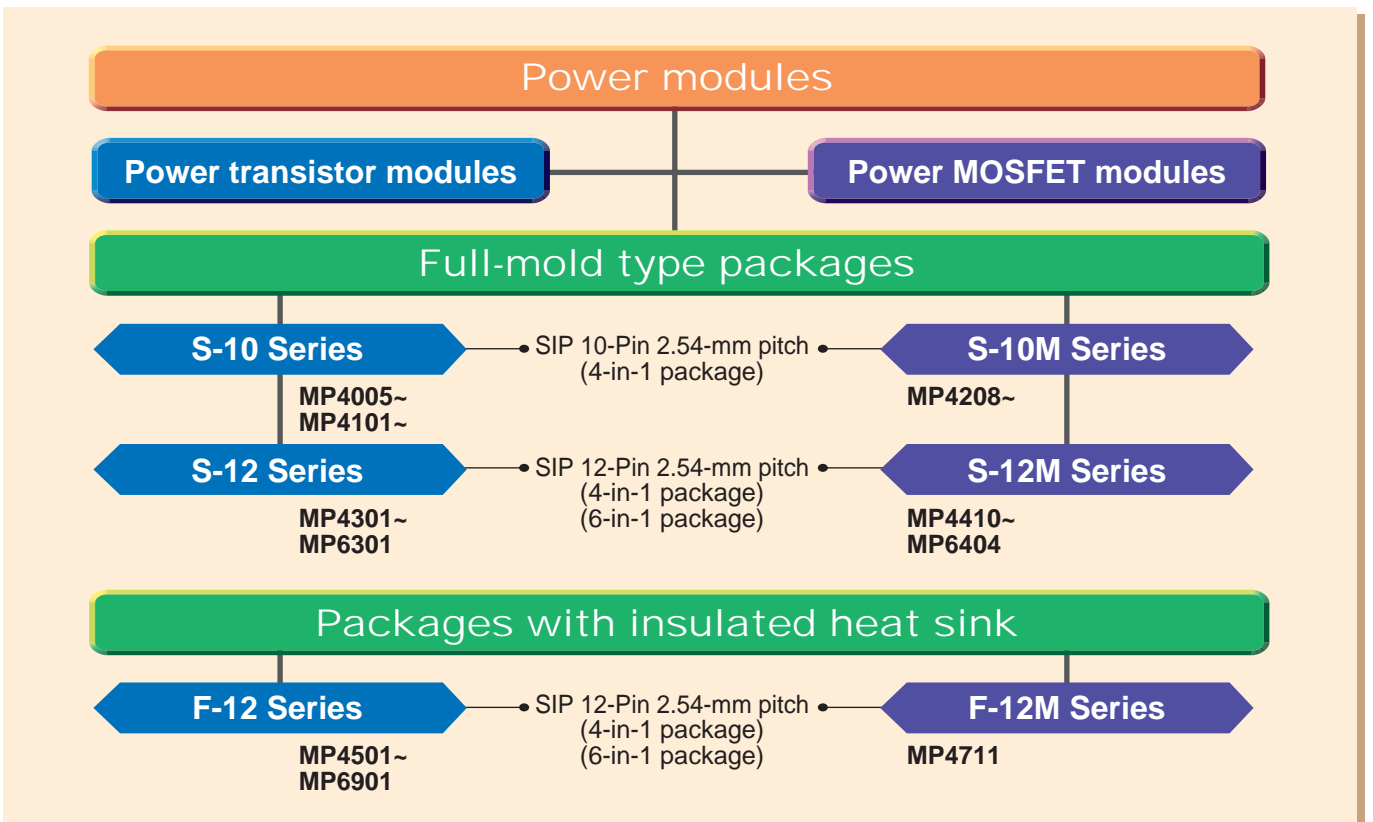 Power modules
Power transistor modules
Power MOSFET modules
Full-mold type packages
S-10 Series
SIP 10-Pin 2.54-mm pitch
(4-in-1 package)
S-10M Series
MP4005~
MP4101~
MP4208~
S-12 Series
SIP 12-Pin 2.54-mm pitch
(4-in-1 package)
(6-in-1 package)
S-12M Series
MP4301~
MP6301
MP4410~
MP6404
Packages with insulated heat sink
F-12 Series
SIP 12-Pin 2.54-mm pitch
(4-in-1 package)
(6-in-1 package)
F-12M Series
MP4501~
MP6901
MP4711